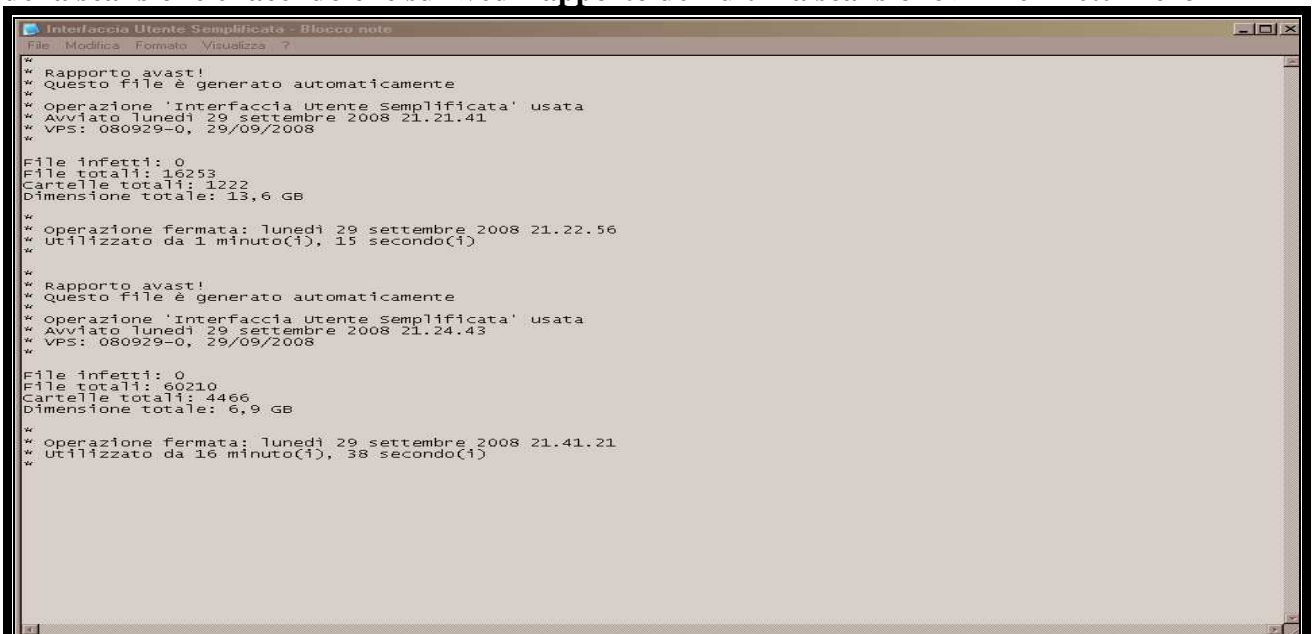 Interfaccia Utente Semplificata - Blocco note
File Modifica Formato Visualizza ?
*
* Rapporto avast!
* Questo file è generato automaticamente
*
* Operazione 'Interfaccia Utente Semplificata' usata
* Avviato lunedì 29 settembre 2008 21.21.41
* VPS: 080929-0, 29/09/2008
*
File infetti: 0
File totali: 16253
Cartelle totali: 1222
Dimensione totale: 13,6 GB
*
* Operazione fermata: lunedì 29 settembre 2008 21.22.56
* Utilizzato da 1 minuto(i), 15 secondo(i)
*
*
* Rapporto avast!
* Questo file è generato automaticamente
*
* Operazione 'Interfaccia Utente Semplificata' usata
* Avviato lunedì 29 settembre 2008 21.24.43
* VPS: 080929-0, 29/09/2008
*
File infetti: 0
File totali: 60210
Cartelle totali: 4466
Dimensione totale: 6,9 GB
*
* Operazione fermata: lunedì 29 settembre 2008 21.41.21
* Utilizzato da 16 minuto(i), 38 secondo(i)
*